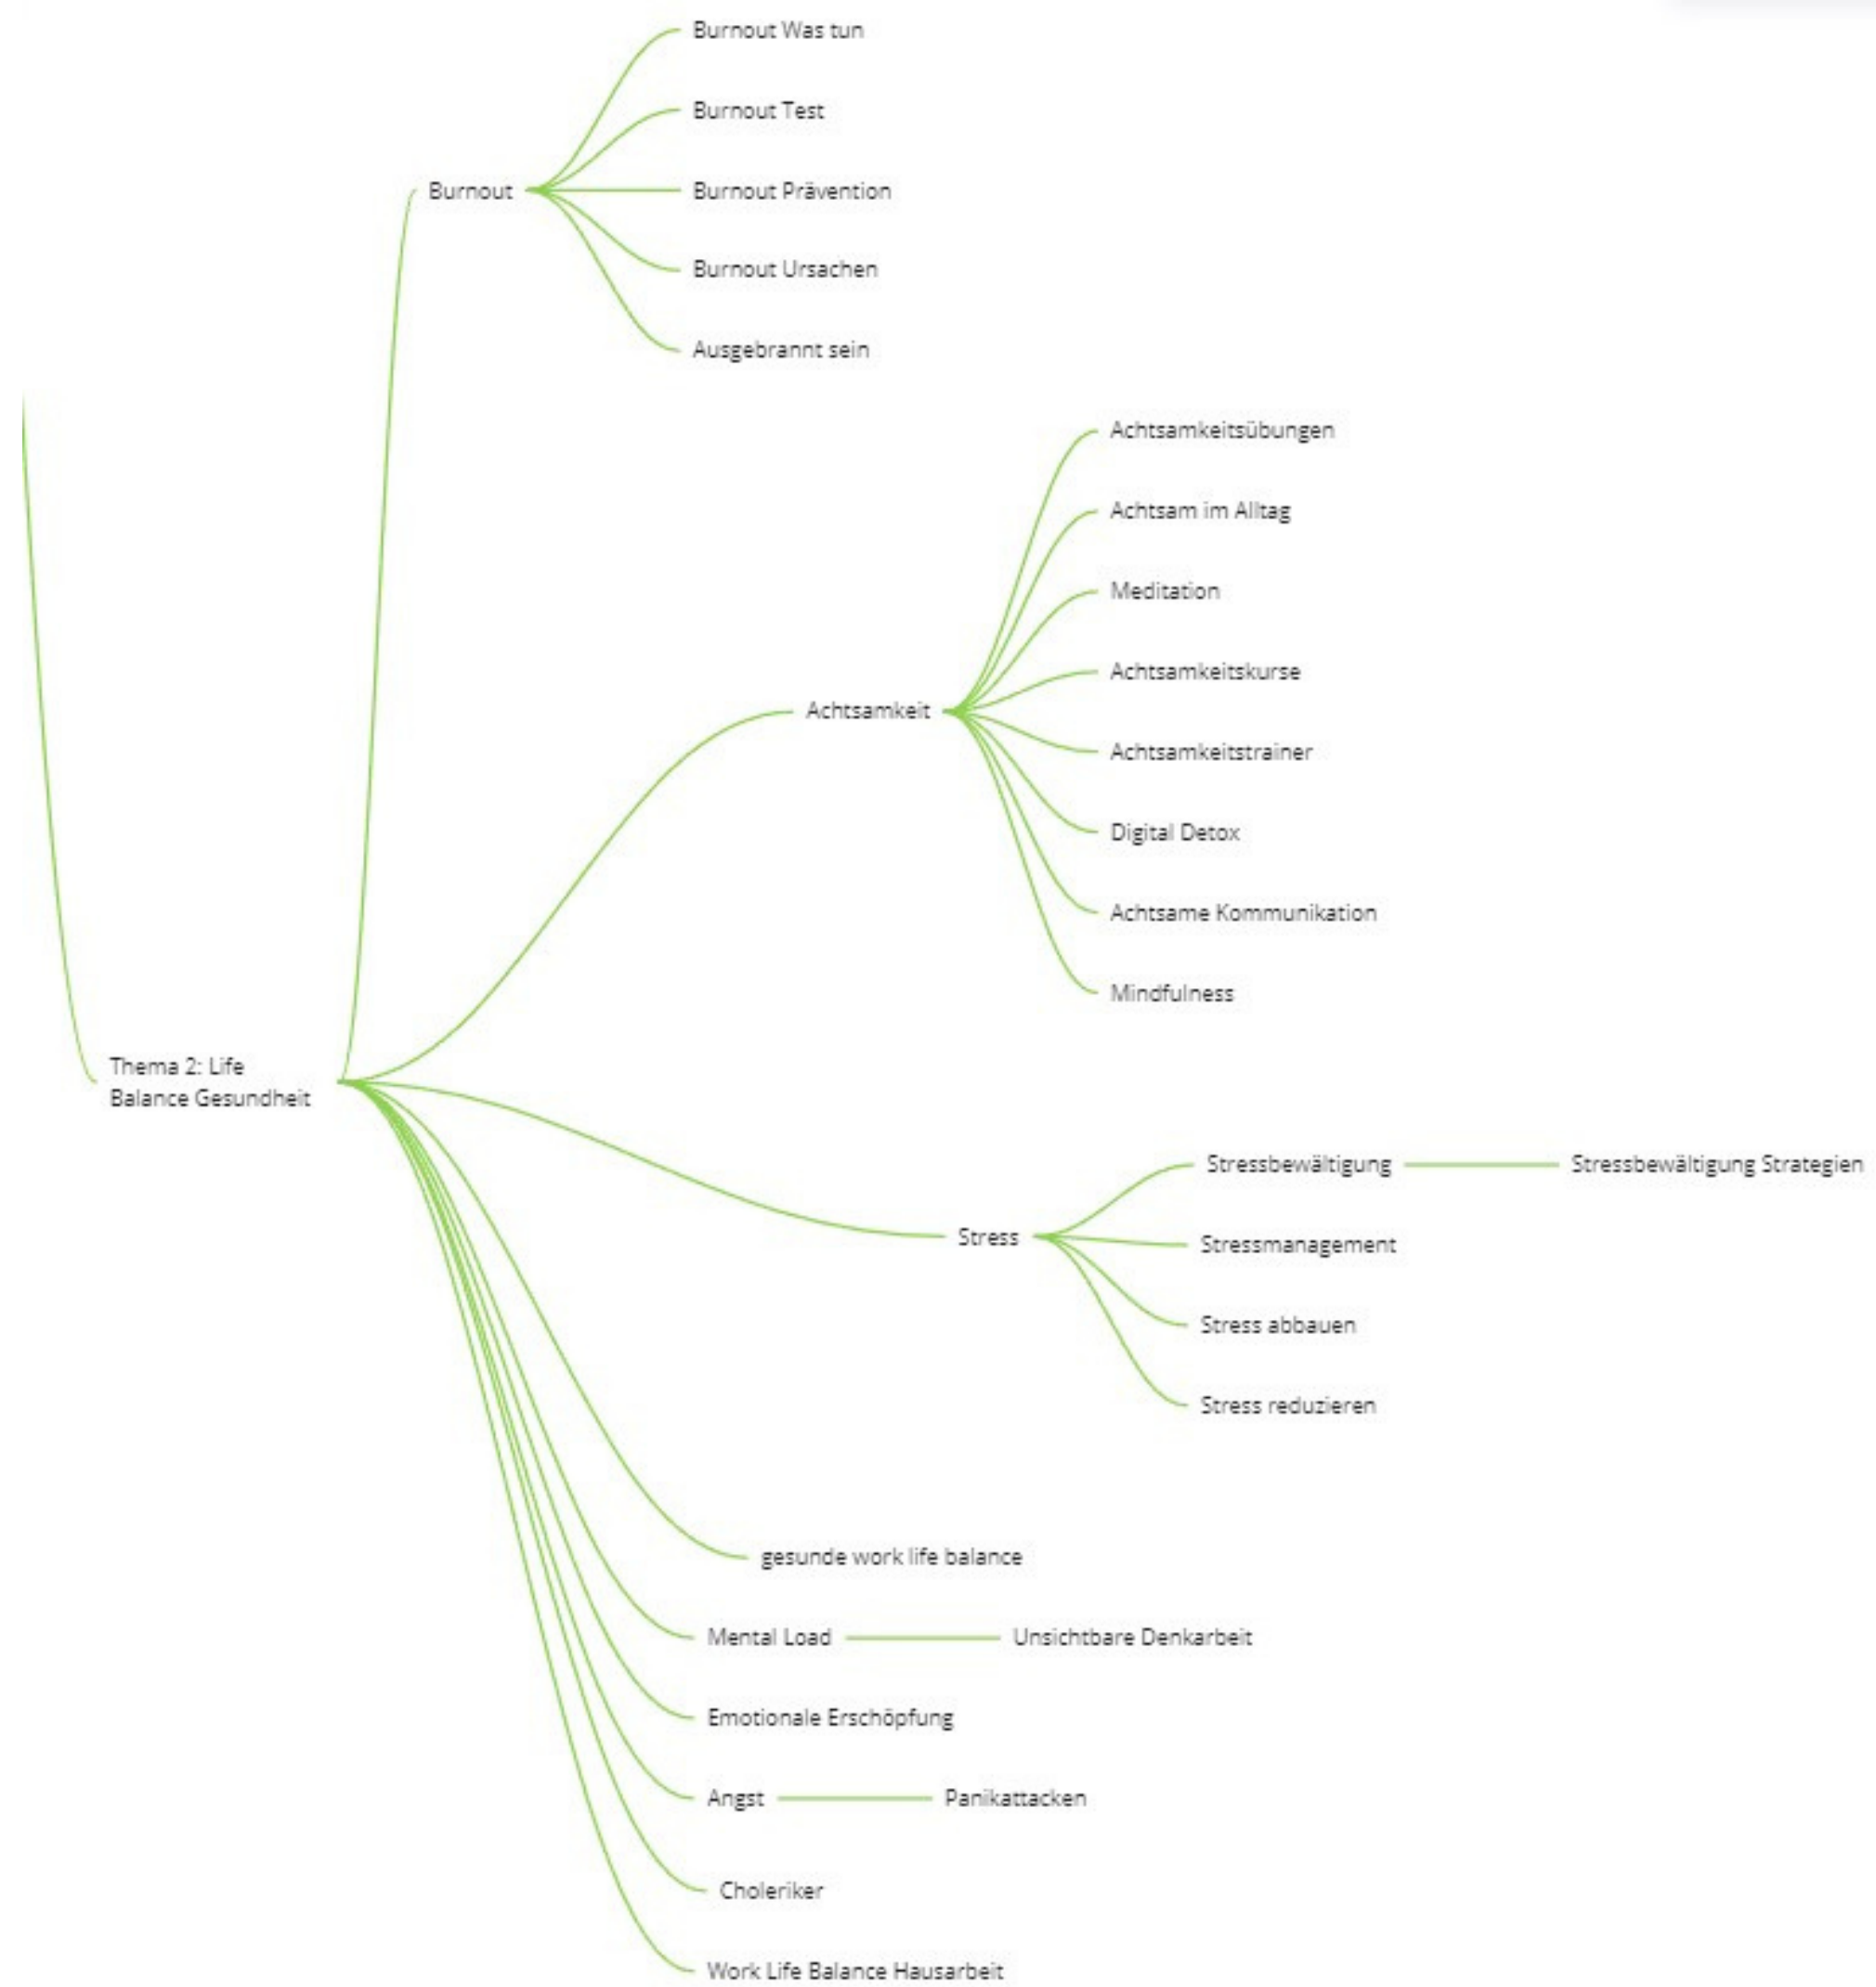 Burnout Was tun
Burnout Test
Burnout
Burnout Prävention
Burnout Ursachen
Ausgebrannt sein
Achtsamkeitsübungen
Achtsam im Alltag
Meditation
Achtsamkeitskurse
Achtsamkeit
Achtsamkeitstrainer
Digital Detox
Achtsame Kommunikation
Mindfulness
Thema 2: Life
Balance Gesundheit
Stressbewältigung
Stressbewältigung Strategien
Stress
Stressmanagement
Stress abbauen
Stress reduzieren
gesunde work life balance
Mental Load
Unsichtbare Denkarbeit
Emotionale Erschöpfung
Angst
Panikattacken
Choleriker
Work Life Balance Hausarbeit